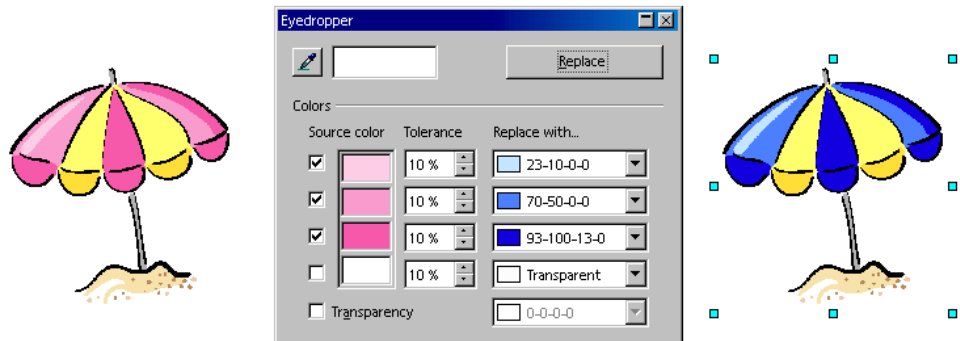 Eyedropper
Replace
Colors
Source color Tolerance Replace with...
10 % 23-10-0-0
10 % 70-50-0-0
10 % 93-100-13-0
10 % Transparent
Transparency 0-0-0-0